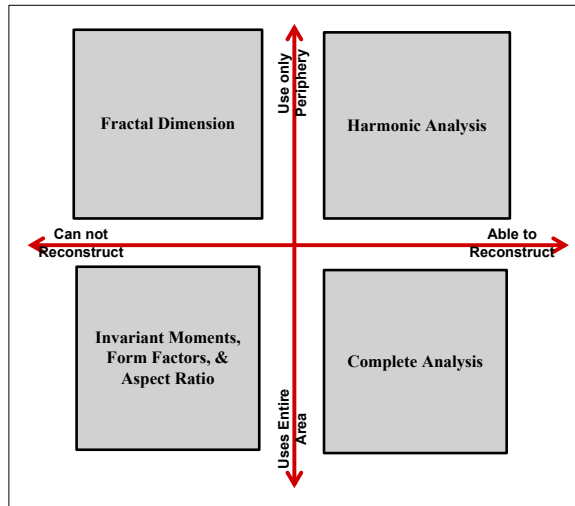 Use only
Periphery
Fractal Dimension
Harmonic Analysis
Can not
Reconstruct
Able to
Reconstruct
Invariant Moments,
Form Factors, &
Aspect Ratio
Complete Analysis
Uses Entire
Area